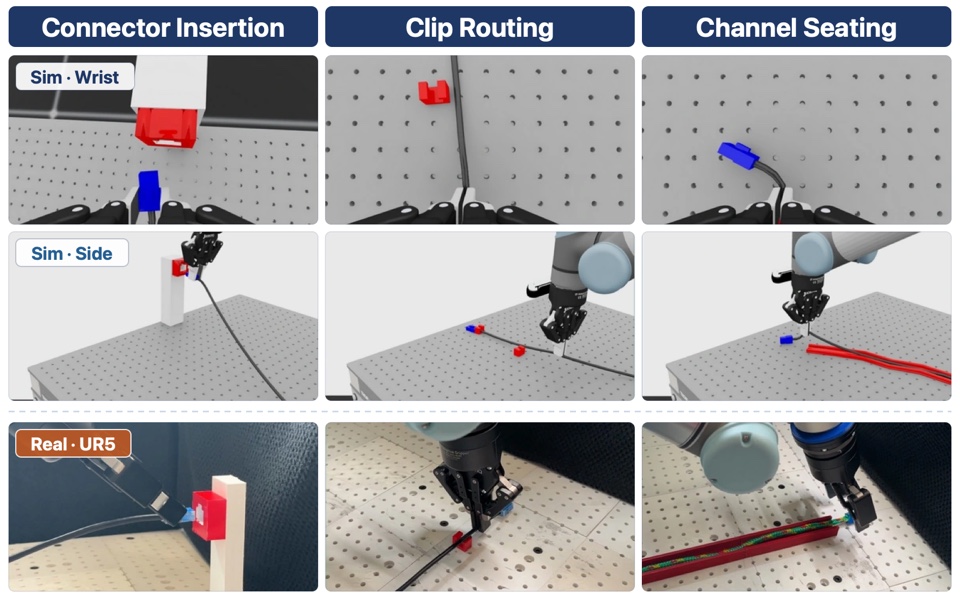 Connector Insertion
Clip Routing
Channel Seating
Sim · Wrist
Sim · Side
Real · UR5